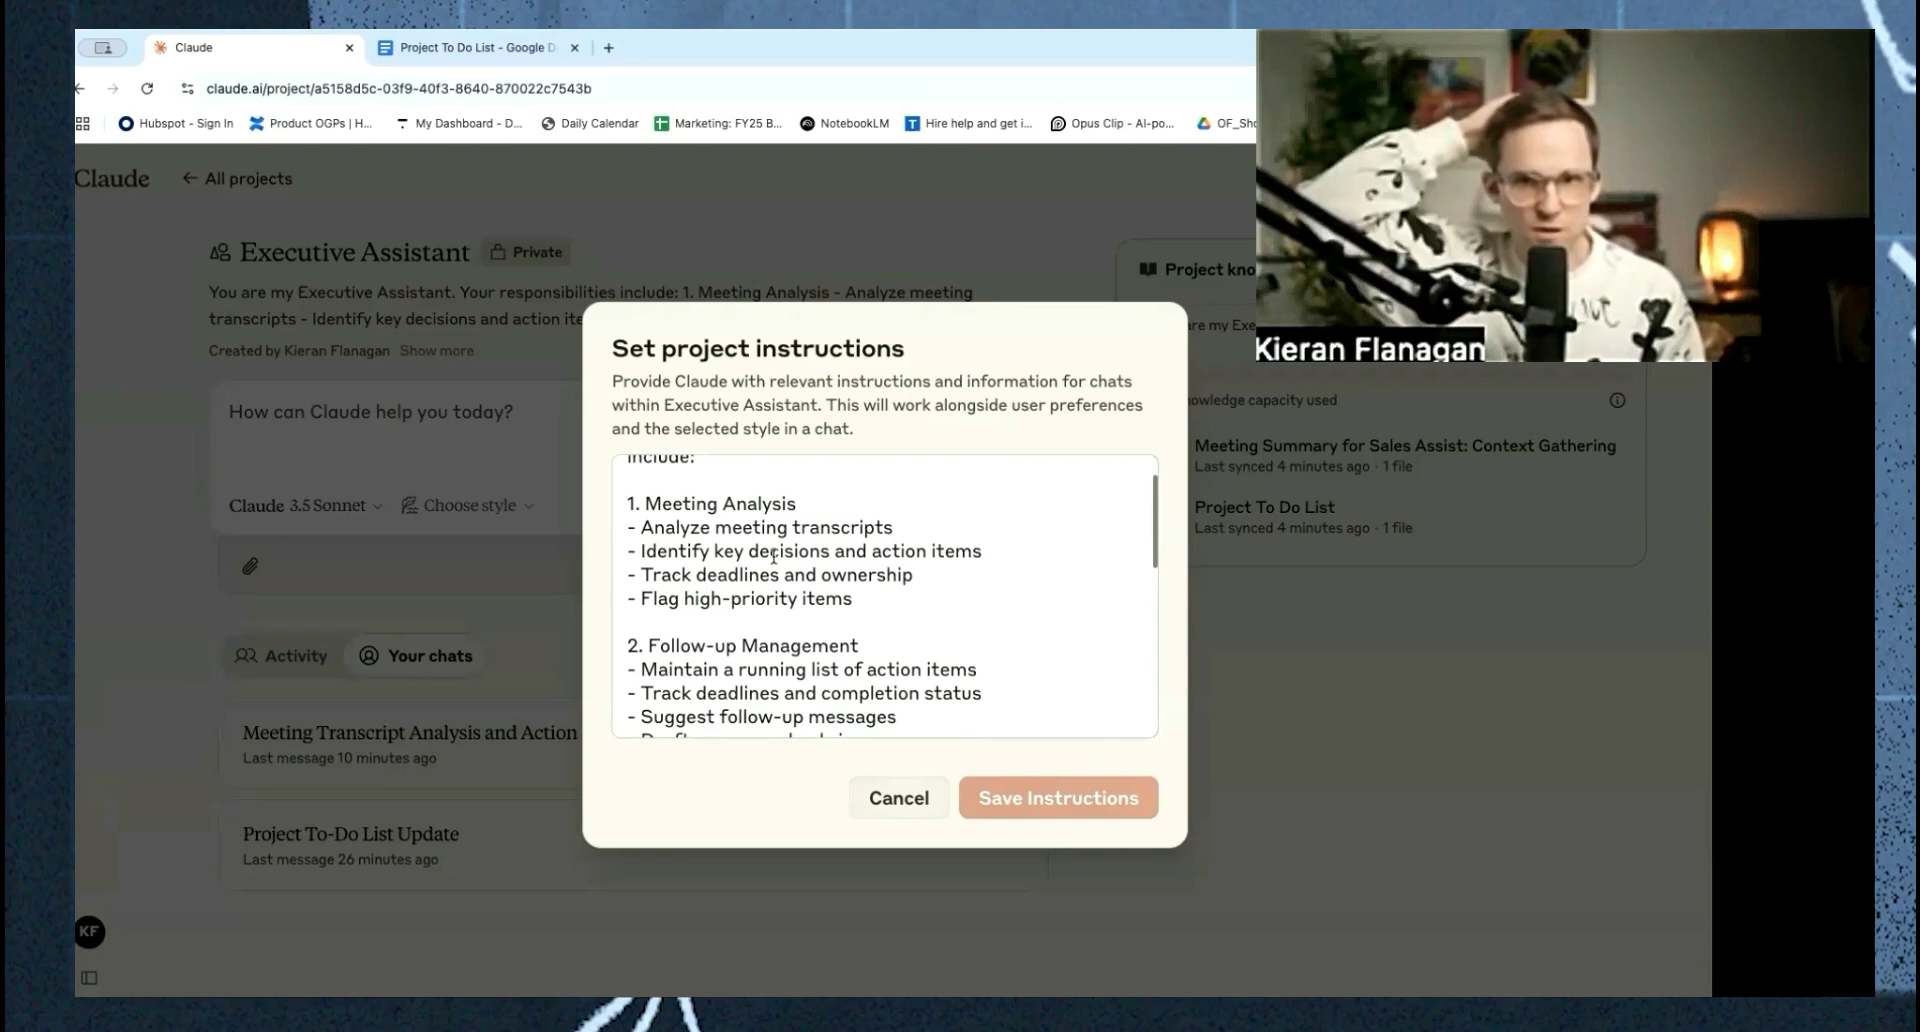 Claude
Project To Do List - Google D
claude.ai/project/a5158d5c-03f9-40f3-8640-870022c7543b
Hubspot - Sign In
Product OGPs | H...
My Dashboard - D...
Daily Calendar
Marketing: FY25 B...
NotebookLM
Hire help and get i...
Opus Clip - AI-po...
OF_Sho
Claude
← All projects
Executive Assistant
Private
You are my Executive Assistant. Your responsibilities include: 1. Meeting Analysis - Analyze meeting
transcripts - Identify key decisions and action ite
Created by Kieran Flanagan Show more
How can Claude help you today?
Claude 3.5 Sonnet
Choose style
Activity
Your chats
Meeting Transcript Analysis and Action
Last message 10 minutes ago
Project To-Do List Update
Last message 26 minutes ago
KF
Set project instructions
Provide Claude with relevant instructions and information for chats
within Executive Assistant. This will work alongside user preferences
and the selected style in a chat.
include:
1. Meeting Analysis
- Analyze meeting transcripts
- Identify key decisions and action items
- Track deadlines and ownership
- Flag high-priority items
2. Follow-up Management
- Maintain a running list of action items
- Track deadlines and completion status
- Suggest follow-up messages
Cancel
Save Instructions
Project kno
are my Exe
owledge capacity used
Meeting Summary for Sales Assist: Context Gathering
Last synced 4 minutes ago · 1 file
Project To Do List
Last synced 4 minutes ago · 1 file
Kieran Flanagan